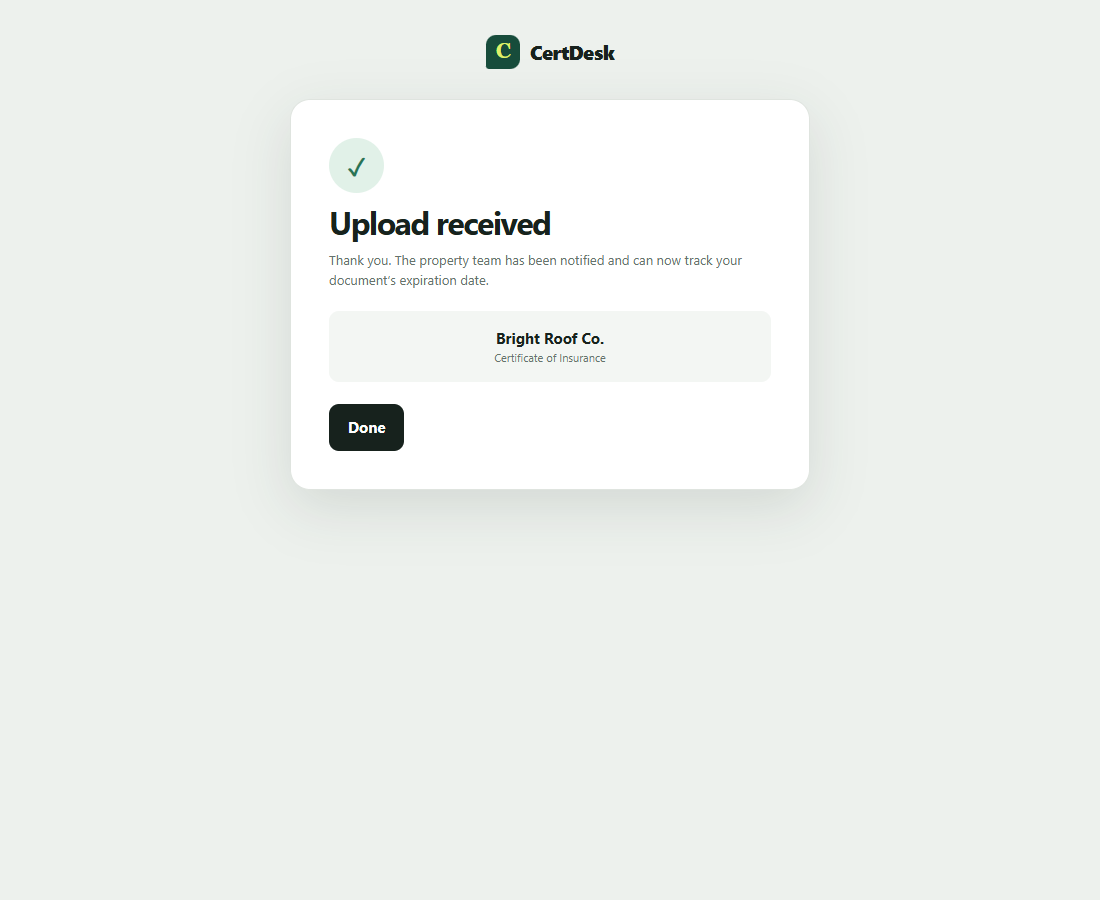 C CertDesk
✓
Upload received
Thank you. The property team has been notified and can now track your
document’s expiration date.
Bright Roof Co.
Certificate of Insurance
Done